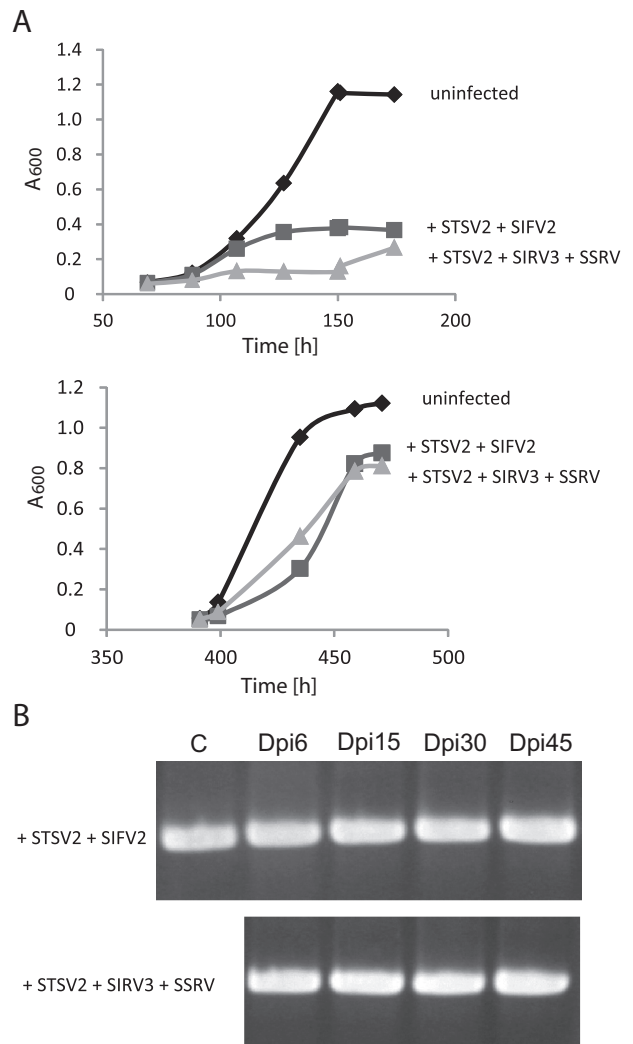 A
1.4
1.2
1.0
0.8
0.6
0.4
0.2
0
A600
50
100
150
200
Time [h]
uninfected
+ STSV2 + SIFV2
+ STSV2 + SIRV3 + SSRV
1.2
1.0
0.8
0.6
0.4
0.2
0
A600
350
400
450
500
Time [h]
uninfected
+ STSV2 + SIFV2
+ STSV2 + SIRV3 + SSRV
B
C Dpi6 Dpi15 Dpi30 Dpi45
+ STSV2 + SIFV2
+ STSV2 + SIRV3 + SSRV